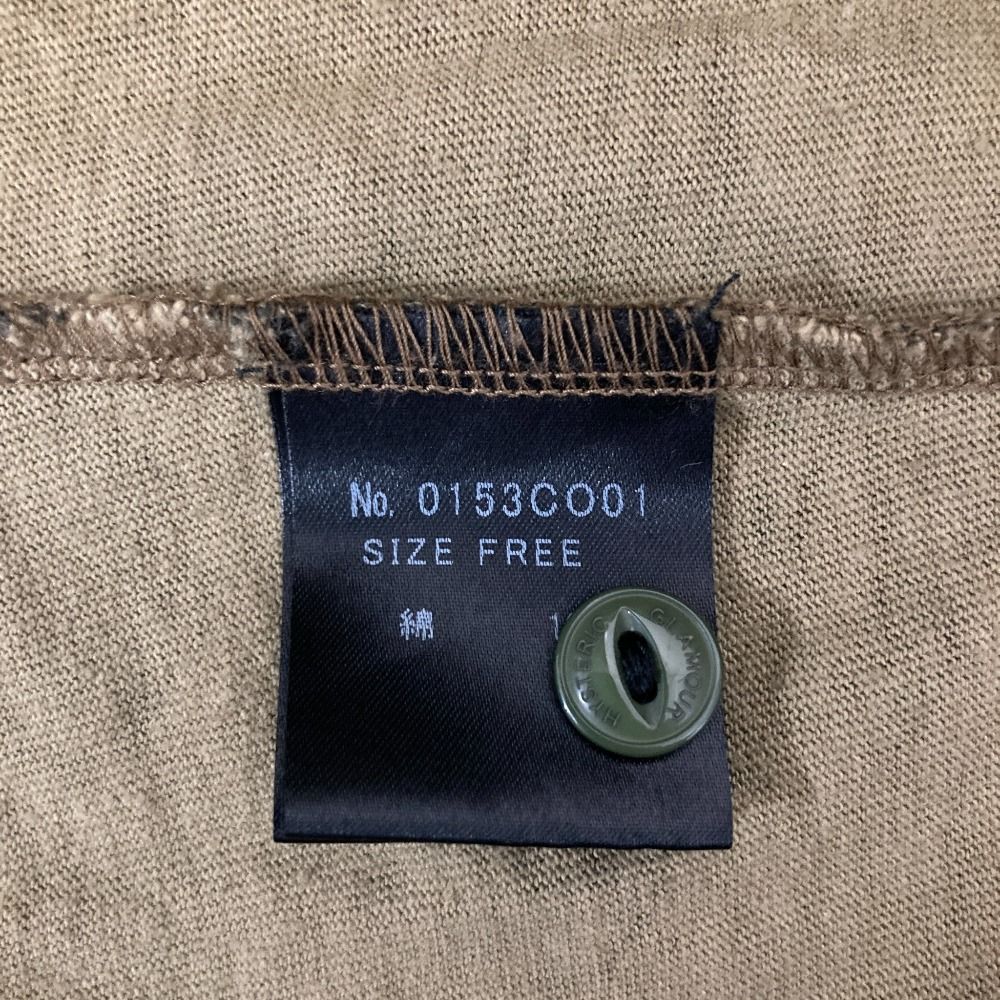 No. 0153CO01
SIZE FREE
綿
HYSTERIC GLAMOUR